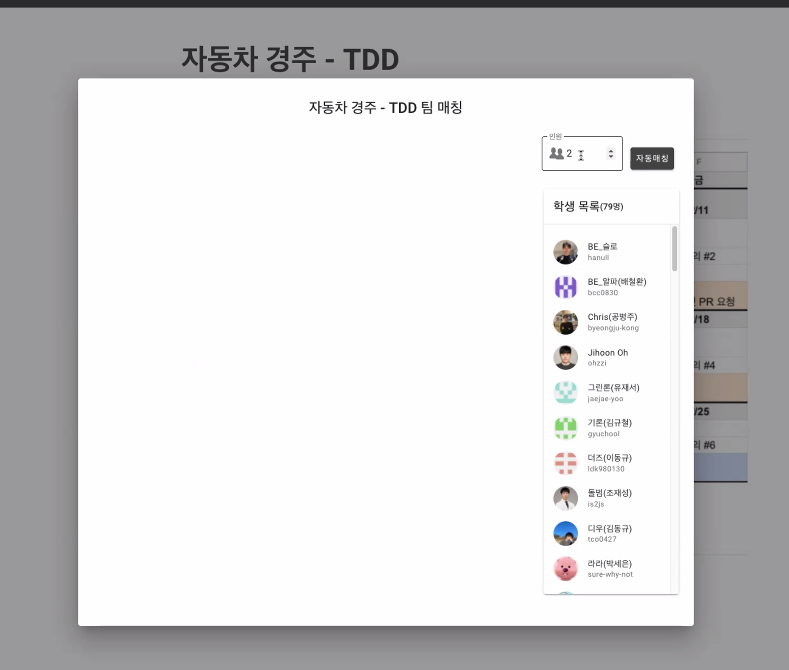 자동차 경주 - TDD
자동차 경주 - TDD 팀 매칭
인원
2
자동매칭
학생 목록(79명)
BE_슬로
hanull
BE_알파(배철환)
bcc0830
Chris(공병주)
byeongju-kong
Jihoon Oh
ohzzi
그린론(유재서)
jaejae-yoo
기론(김규철)
gyuchool
더즈(이동규)
ldk980130
돌범(조재성)
is2js
디우(김동규)
tco0427
라라(박세은)
sure-why-not
F
금
/11
의 #2
PR 요청
/18
의 #4
/25
의 #6